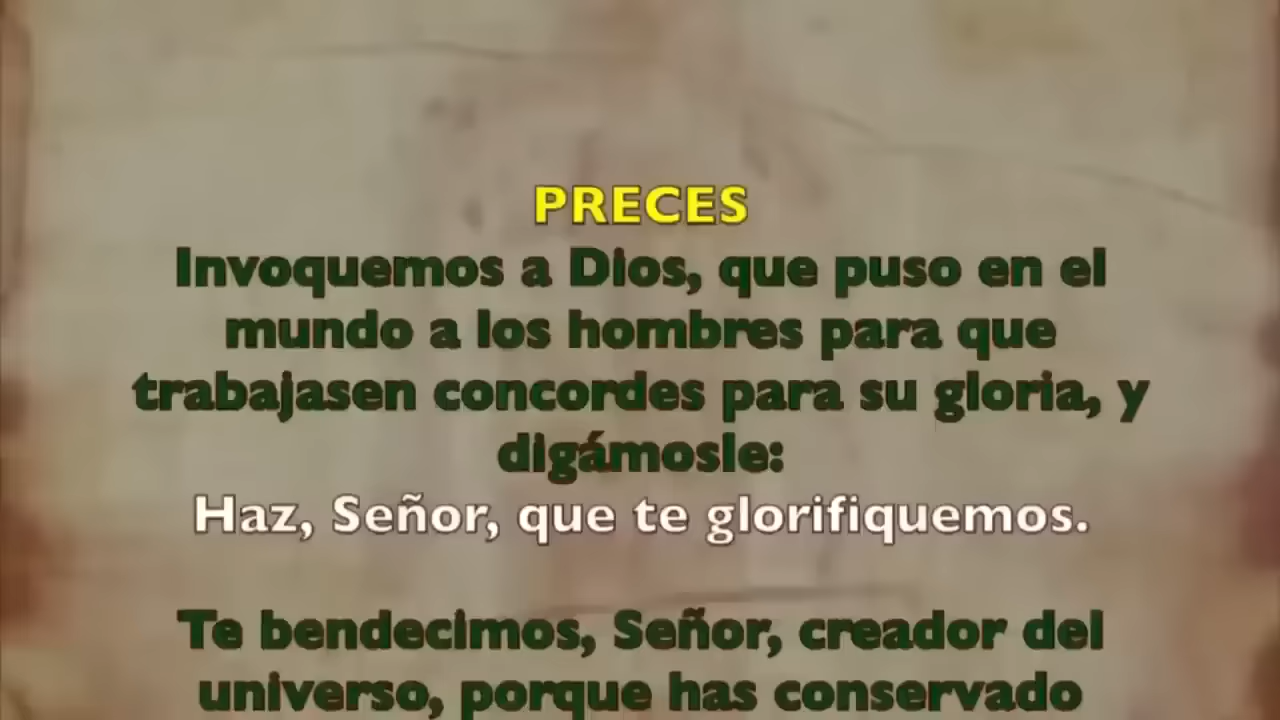 PRECES
Invoquemos a Dios, que puso en el
mundo a los hombres para que
trabajasen concordes para su gloria, y
digámosle:
Haz, Señor, que te glorifiquemos.
Te bendecimos, Señor, creador del
universo, porque has conservado